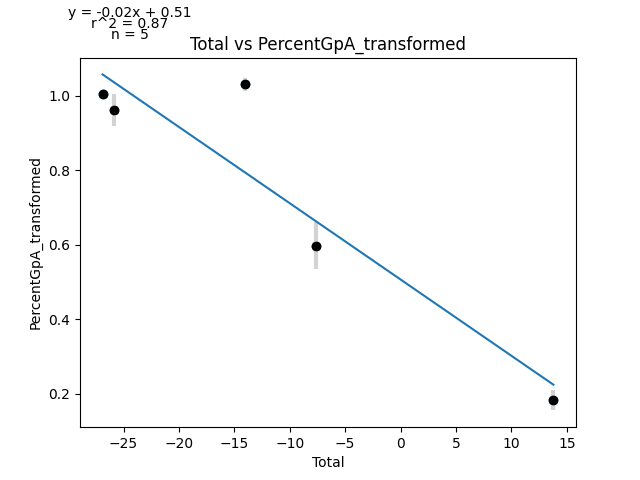 y = -0.02x + 0.51
r^2 = 0.87
n = 5
Total vs PercentGpA_transformed
PercentGpA_transformed
1.0
0.8
0.6
0.4
0.2
−25
−20
−15
−10
−5
0
5
10
15
Total